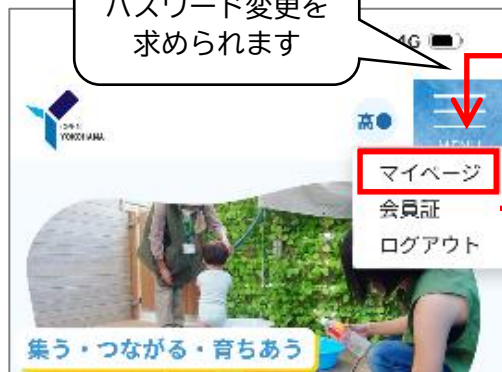 パスワード変更を
求められます
4G
YOKOHAMA
高●
MENU
マイページ
会員証
ログアウト
集う・つながる・育ちあう